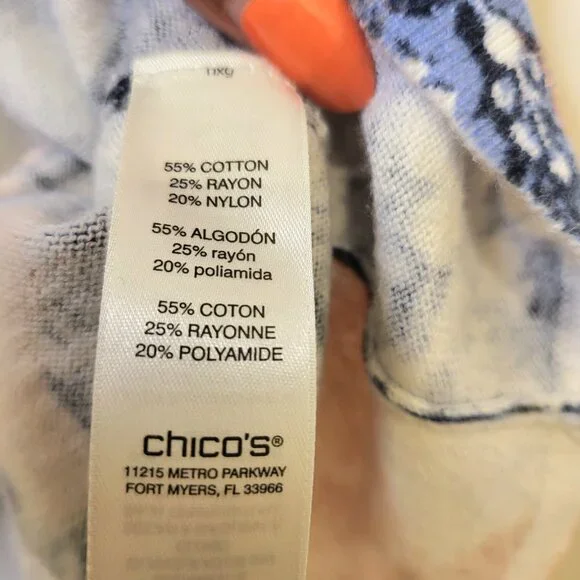 55% COTTON
25% RAYON
20% NYLON
55% ALGODÓN
25% rayón
20% poliamida
55% COTON
25% RAYONNE
20% POLYAMIDE
chico's®
11215 METRO PARKWAY
FORT MYERS, FL 33966